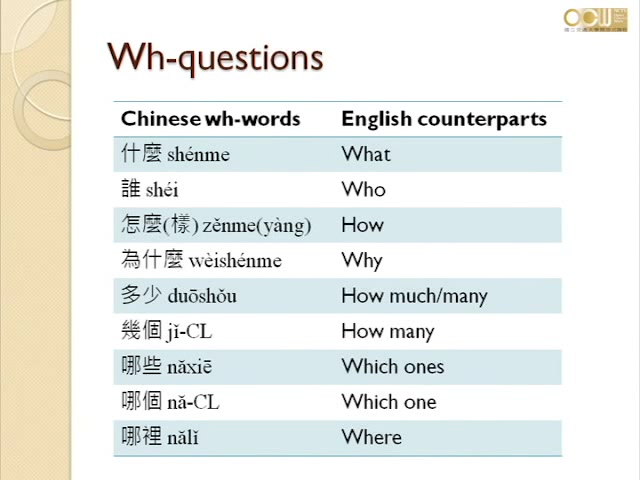 OCW
Wh-questions
Chinese wh-words English counterparts
什麼 shénme What
誰 shéi Who
怎麼(樣) zěnme(yàng) How
為什麼 wèishénme Why
多少 duōshǒu How much/many
幾個 jǐ-CL How many
哪些 nǎxiē Which ones
哪個 nǎ-CL Which one
哪裡 nǎlǐ Where